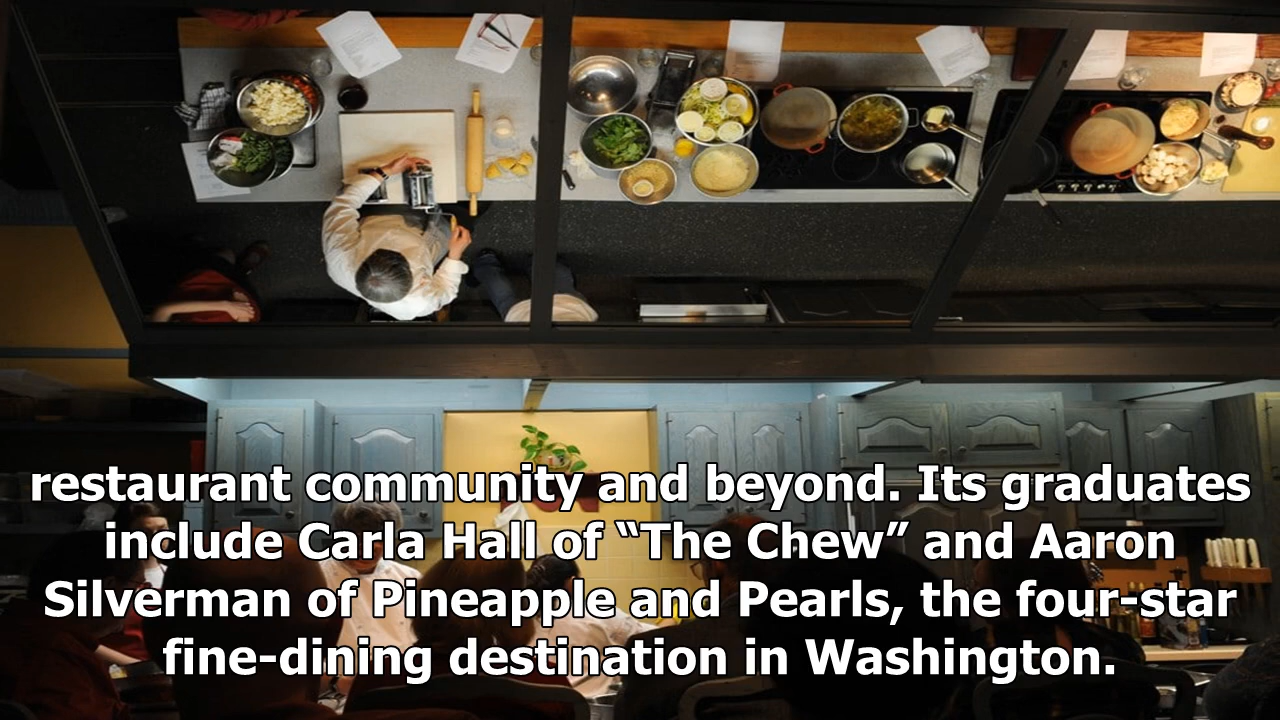 restaurant community and beyond. Its graduates
include Carla Hall of “The Chew” and Aaron
Silverman of Pineapple and Pearls, the four-star
fine-dining destination in Washington.